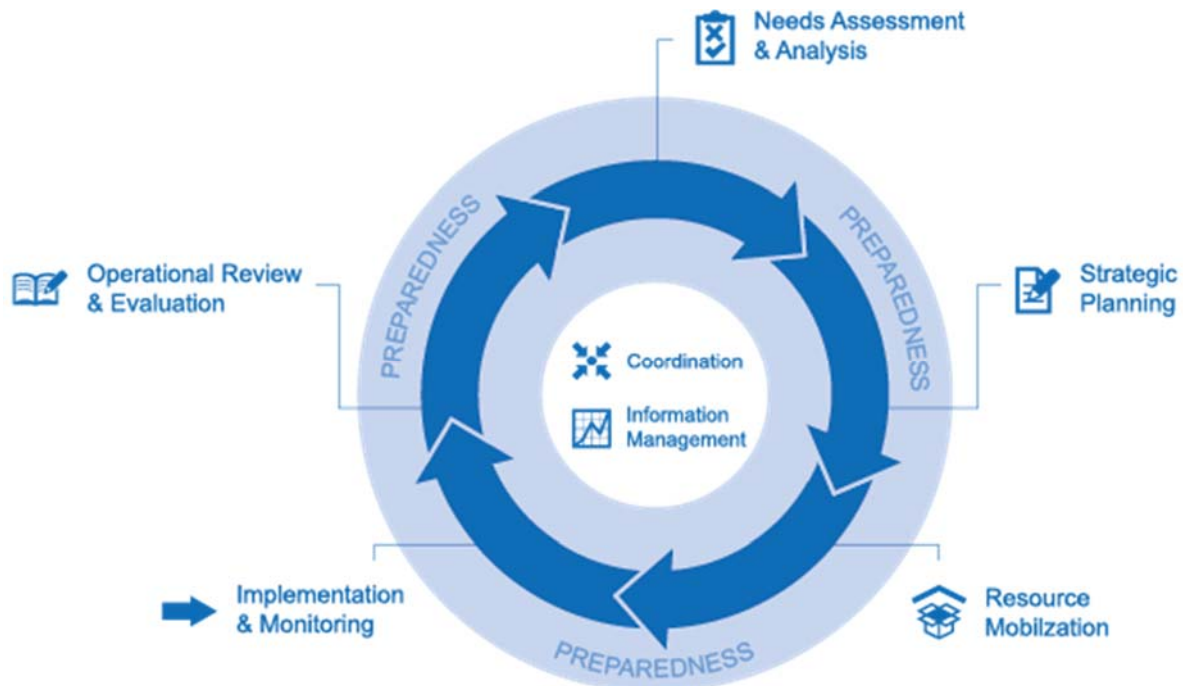 Needs Assessment
& Analysis
PREPAREDNESS
PREPAREDNESS
Operational Review
& Evaluation
Strategic
Planning
Coordination
Information
Management
Implementation
& Monitoring
Resource
Mobilzation
PREPAREDNESS